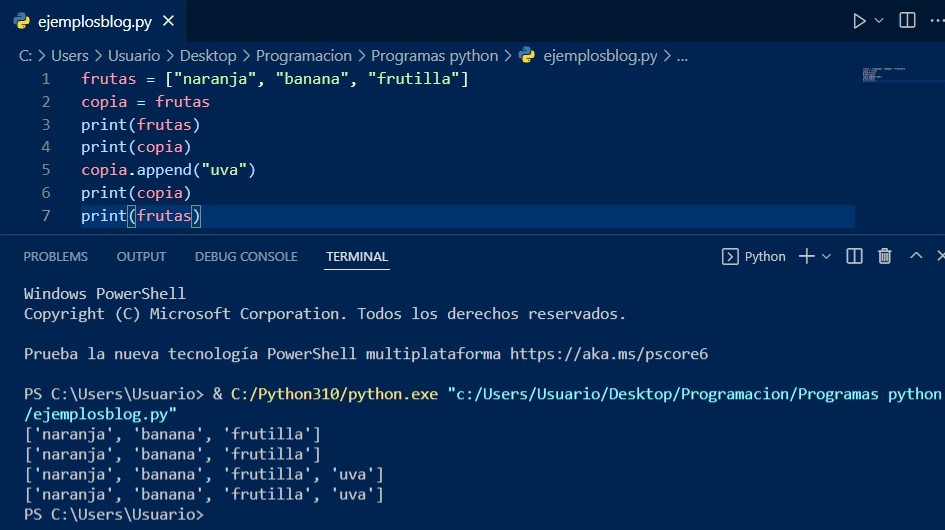 ejemplosblog.py
C: > Users > Usuario > Desktop > Programacion > Programas python > ejemplosblog.py > ...
1 frutas = ["naranja", "banana", "frutilla"]
2 copia = frutas
3 print(frutas)
4 print(copia)
5 copia.append("uva")
6 print(copia)
7 print(frutas)
PROBLEMS OUTPUT DEBUG CONSOLE TERMINAL Python
Windows PowerShell
Copyright (C) Microsoft Corporation. Todos los derechos reservados.
Prueba la nueva tecnología PowerShell multiplataforma https://aka.ms/pscore6
PS C:\Users\Usuario> & C:/Python310/python.exe "c:/Users/Usuario/Desktop/Programacion/Programas python
/ejemplosblog.py"
['naranja', 'banana', 'frutilla']
['naranja', 'banana', 'frutilla']
['naranja', 'banana', 'frutilla', 'uva']
['naranja', 'banana', 'frutilla', 'uva']
PS C:\Users\Usuario>